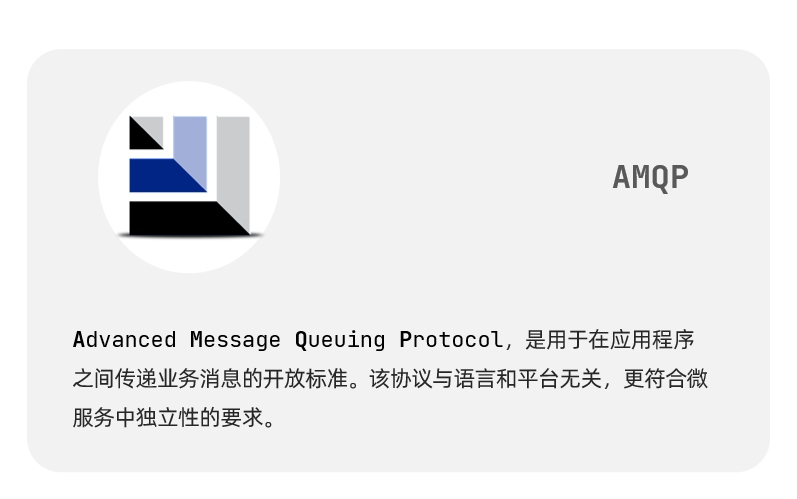 AMQP
Advanced Message Queuing Protocol，是用于在应用程序
之间传递业务消息的开放标准。该协议与语言和平台无关，更符合微
服务中独立性的要求。